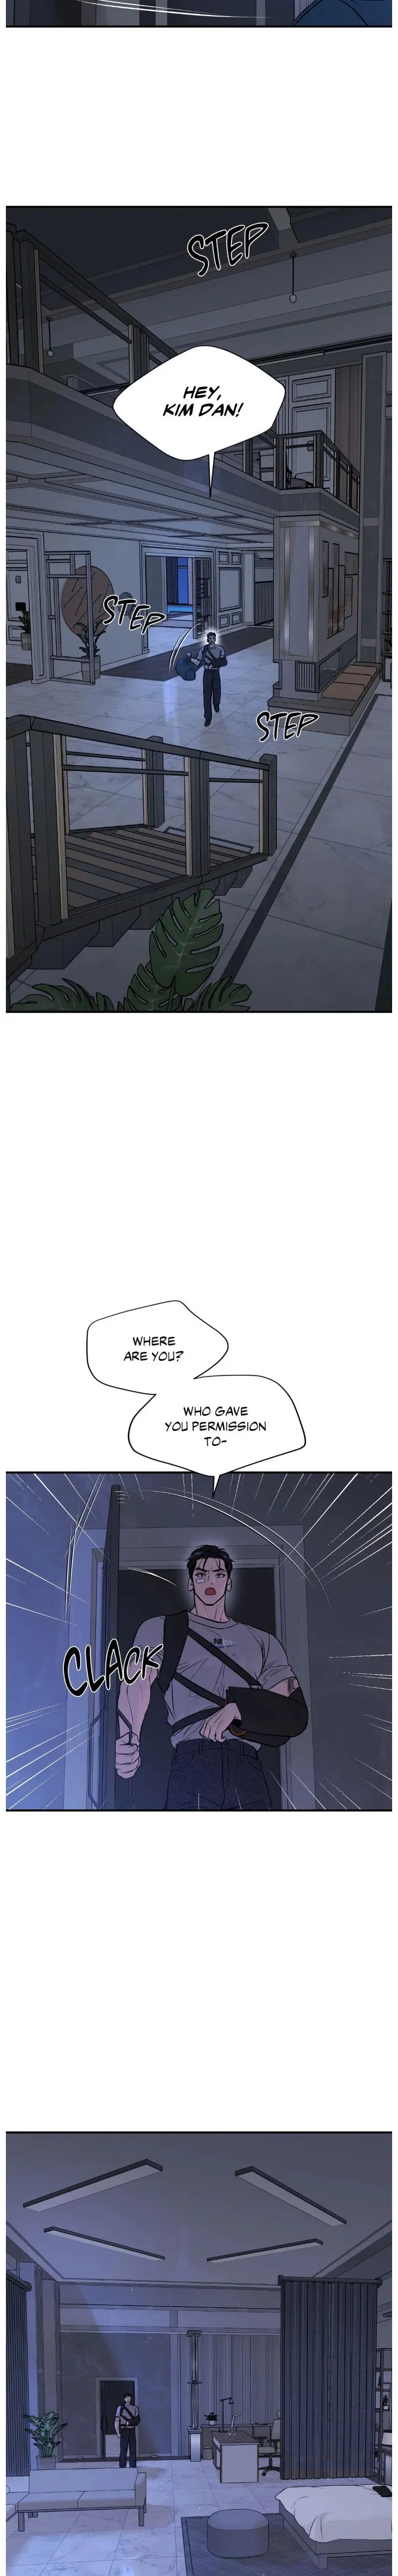 STEP
HEY,
KIM DAN!
STEP
STEP
WHERE
ARE YOU?
WHO GAVE
YOU PERMISSION
TO-
CLACK